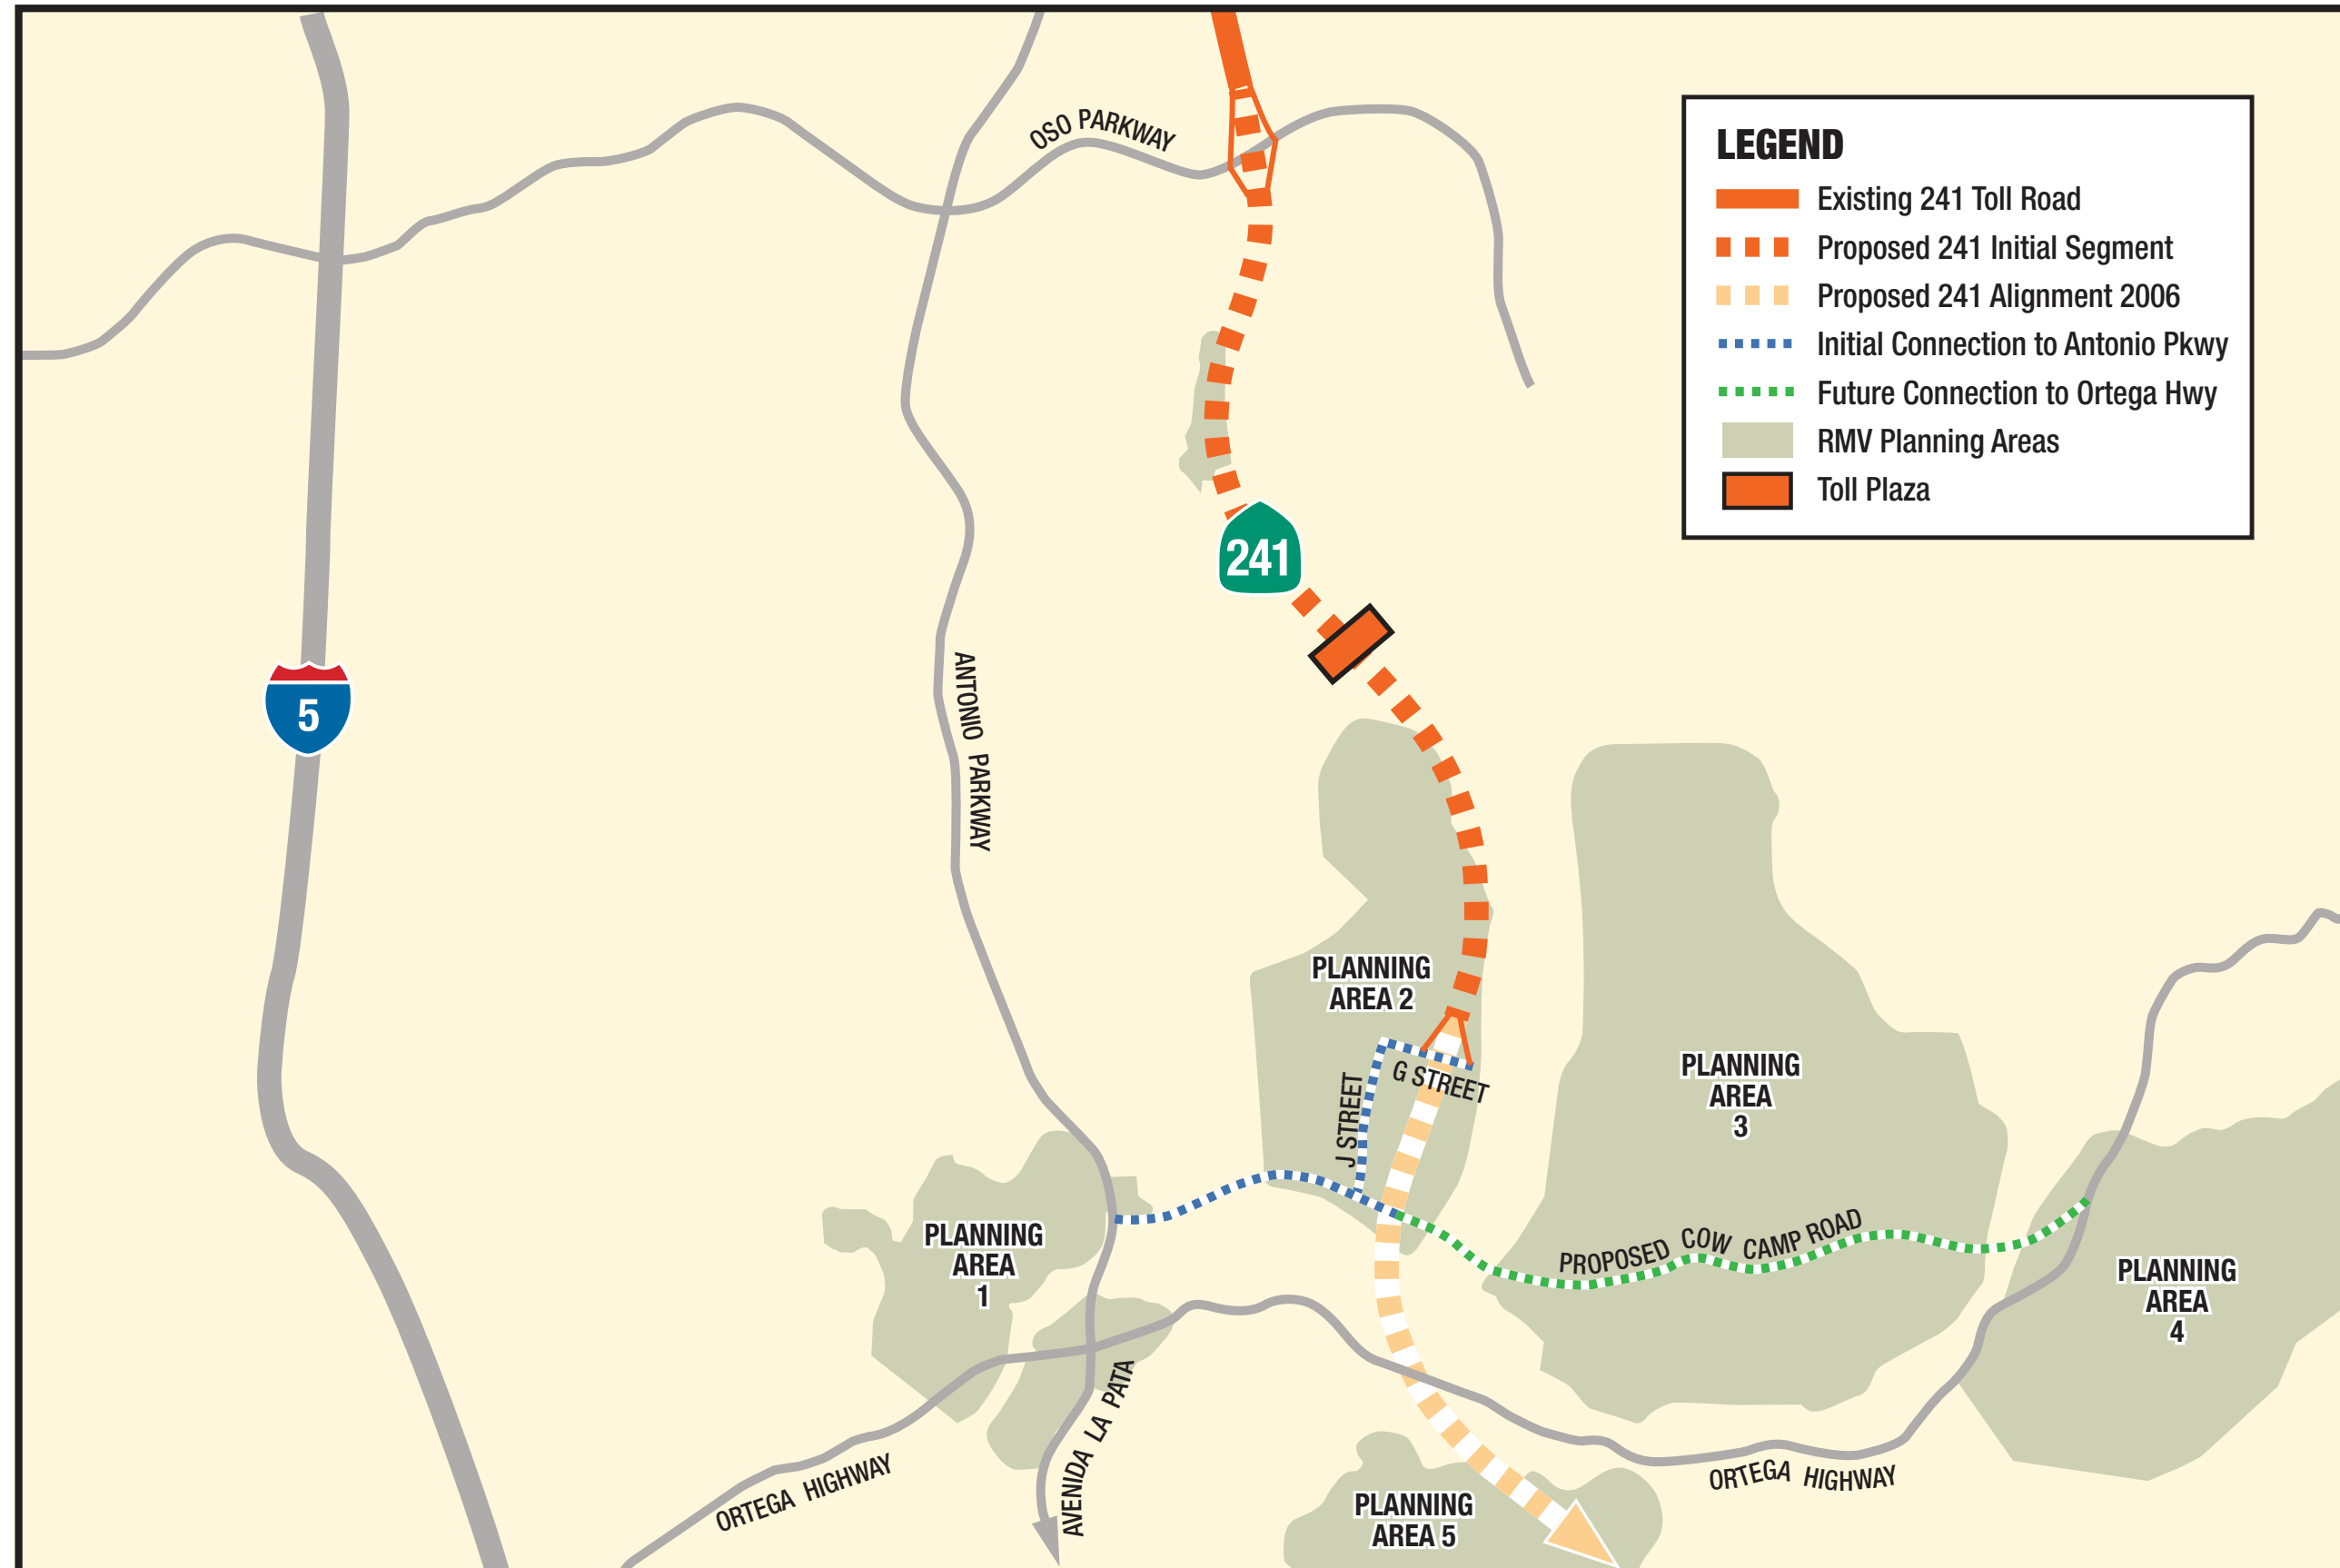 OSO PARKWAY
LEGEND
Existing 241 Toll Road
Proposed 241 Initial Segment
Proposed 241 Alignment 2006
Initial Connection to Antonio Pkwy
Future Connection to Ortega Hwy
RMV Planning Areas
Toll Plaza
241
5
ANTONIO PARKWAY
PLANNING
AREA 2
G STREET
J STREET
PLANNING
AREA
3
PLANNING
AREA
1
PROPOSED COW CAMP ROAD
PLANNING
AREA
4
AVENIDA LA PATA
ORTEGA HIGHWAY
ORTEGA HIGHWAY
PLANNING
AREA 5